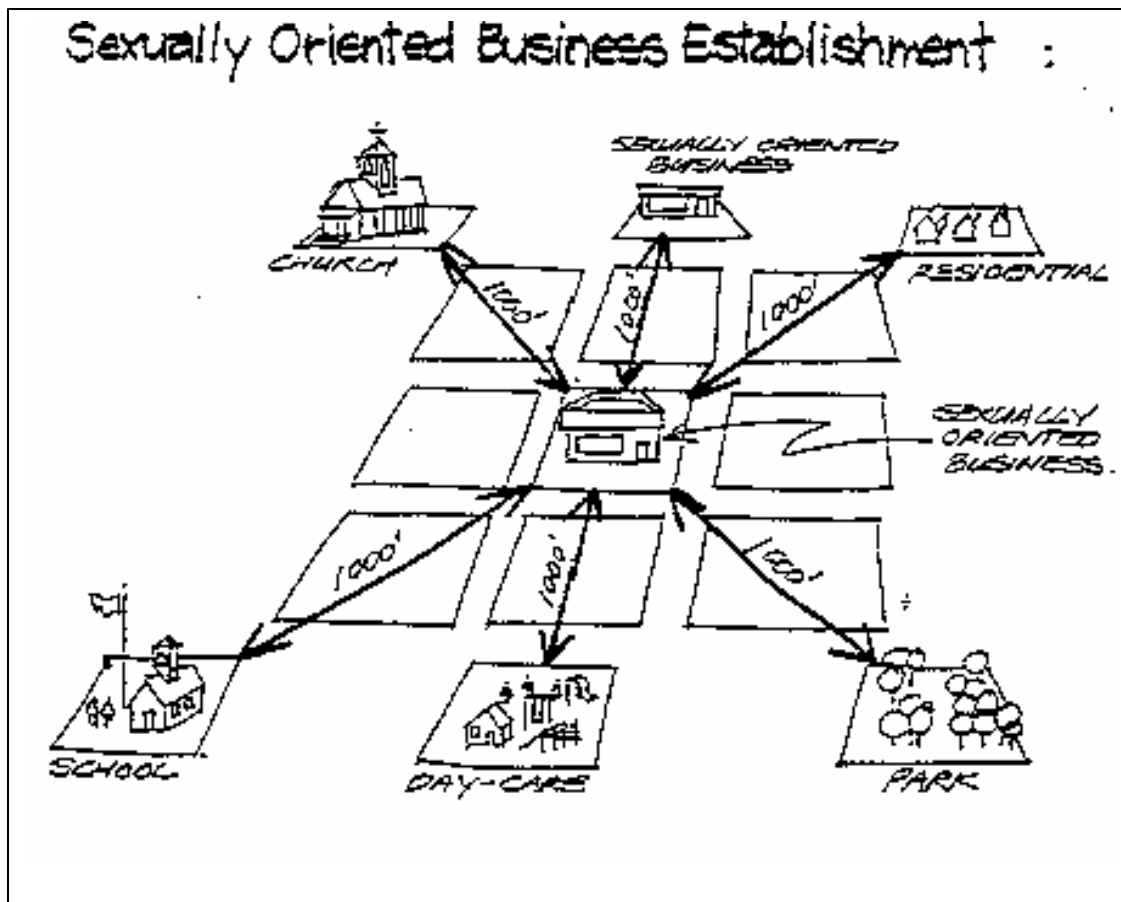 Sexually Oriented Business Establishment :
SEXUALLY ORIENTED
BUSINESS
CHURCH
RESIDENTIAL
1000'
1000'
1000'
SEXUALLY
ORIENTED
BUSINESS.
1000'
1000'
1000'
SCHOOL
DAY-CARE
PARK